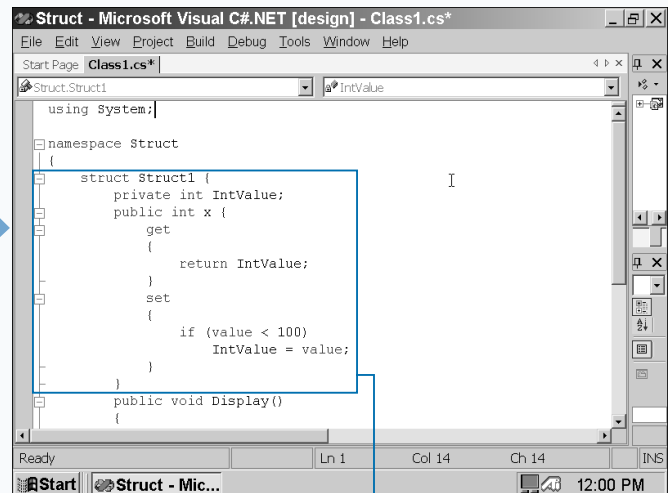 Struct - Microsoft Visual C#.NET [design] - Class1.cs*
File Edit View Project Build Debug Tools Window Help
Start Page Class1.cs*
Struct.Struct1 IntValue
using System;
namespace Struct
{
struct Struct1 {
private int IntValue;
public int x {
get
{
return IntValue;
}
set
{
if (value < 100)
IntValue = value;
}
}
public void Display()
{
Ready Ln 1 Col 14 Ch 14 INS
Start Struct - Mic... 12:00 PM